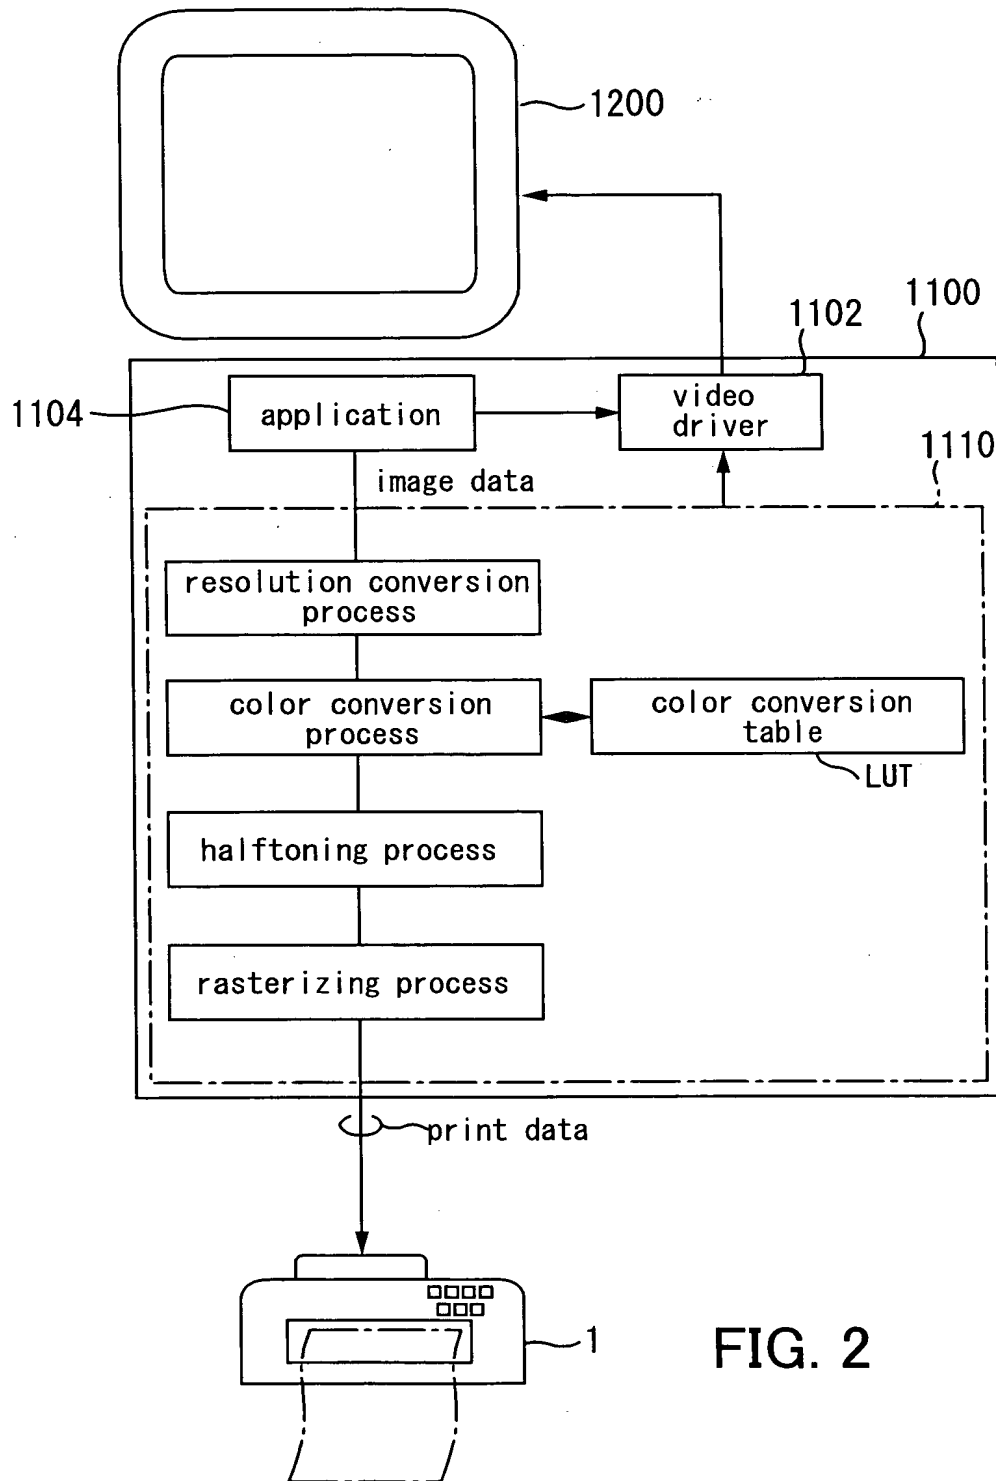 1200
1100
1102
1104
application
video
driver
1110
image data
resolution conversion
process
color conversion
process
color conversion
table
LUT
halftoning process
rasterizing process
print data
1
FIG. 2